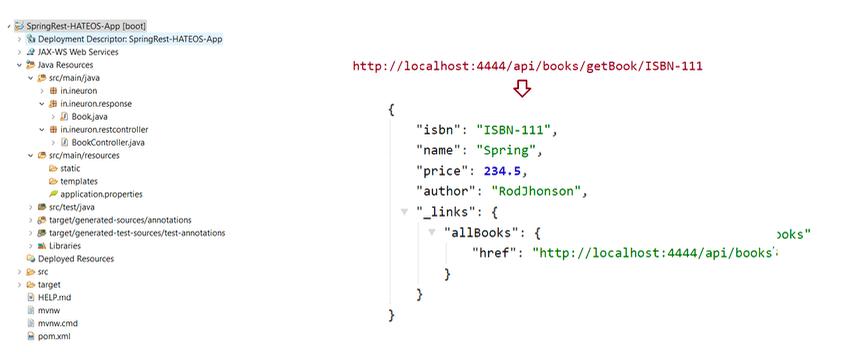 SpringRest-HATEOS-App [boot]
Deployment Descriptor: SpringRest-HATEOS-App
JAX-WS Web Services
Java Resources
src/main/java
in.ineuron
in.ineuron.response
Book.java
in.ineuron.restcontroller
BookController.java
src/main/resources
static
templates
application.properties
src/test/java
target/generated-sources/annotations
target/generated-test-sources/test-annotations
Libraries
Deployed Resources
src
target
HELP.md
mvnw
mvnw.cmd
pom.xml
http://localhost:4444/api/books/getBook/ISBN-111
{
"isbn": "ISBN-111",
"name": "Spring",
"price": 234.5,
"author": "RodJhonson",
"_links": {
"allBooks": {
"href": "http://localhost:4444/api/books
ooks"
}
}
}